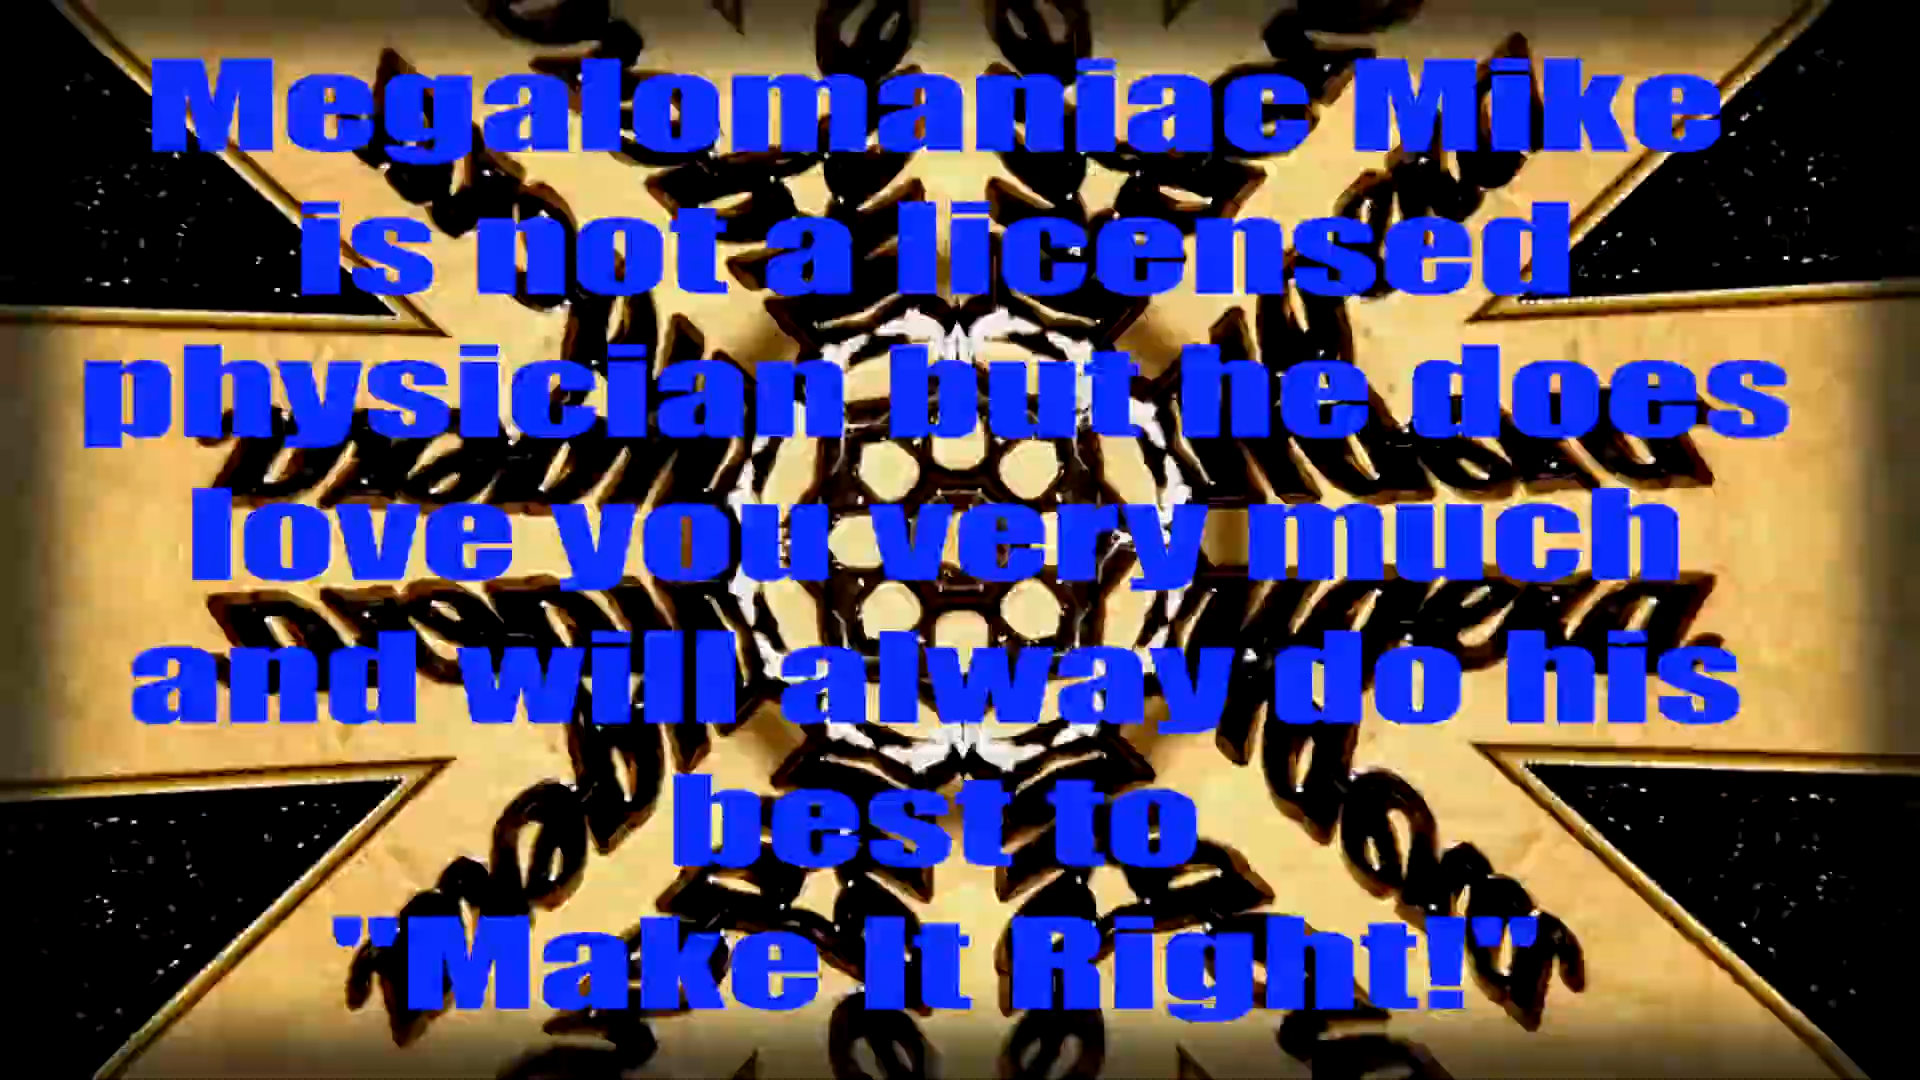 Megalomaniac Mike
is not a licensed
physician but he does
love you very much
and will alway do his
best to
"Make It Right!"